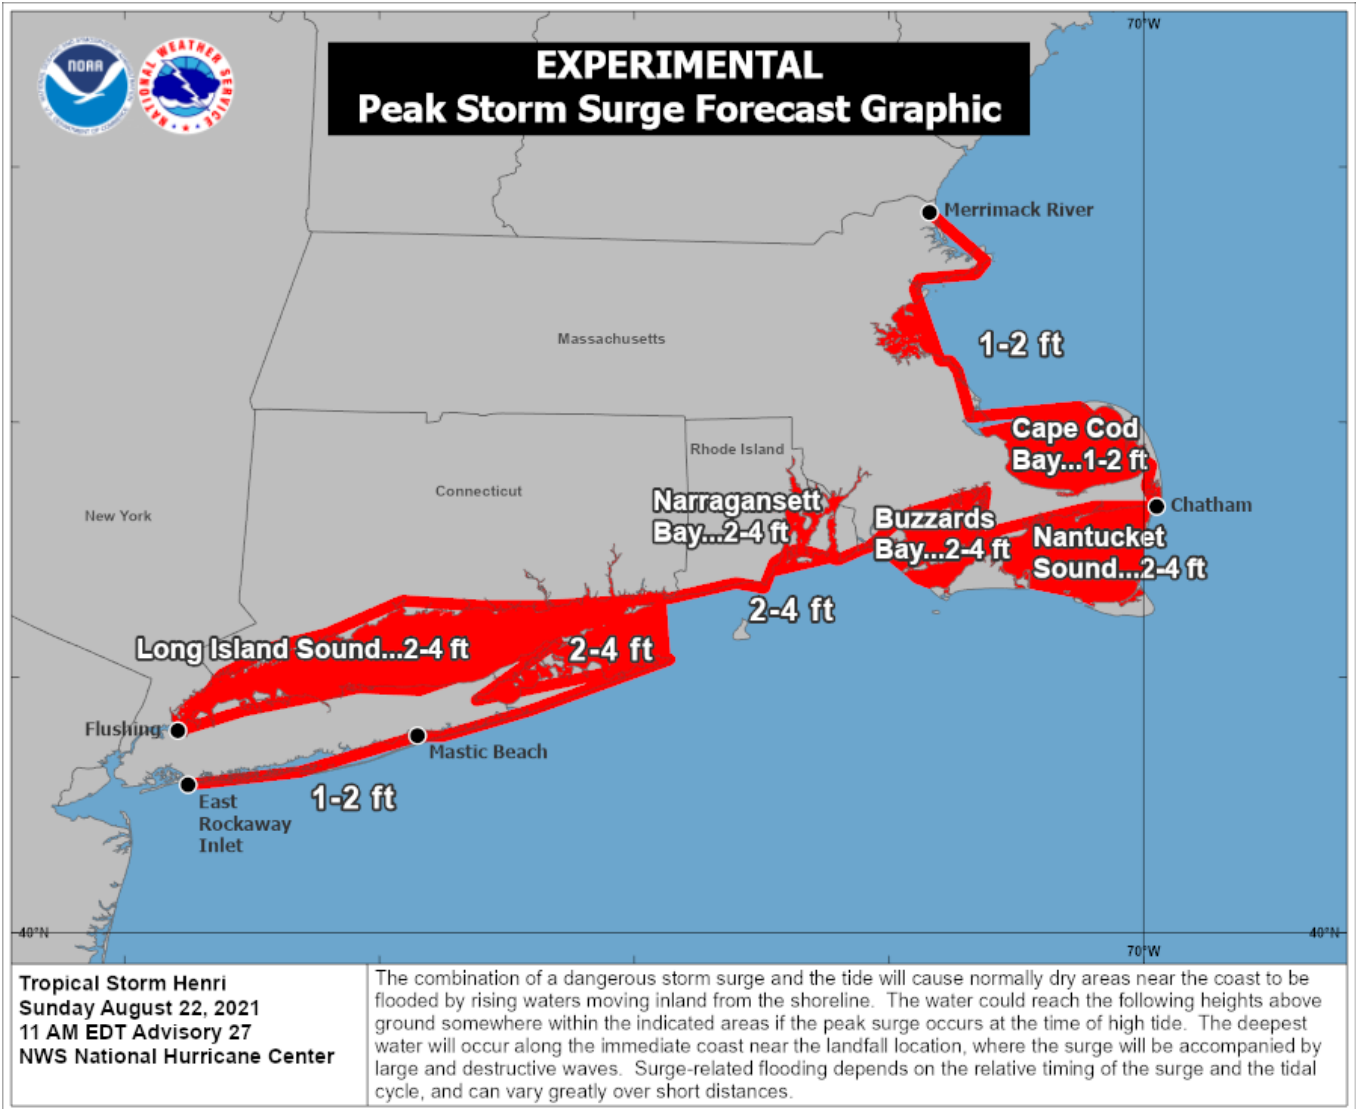 NOAA
NATIONAL WEATHER SERVICE
EXPERIMENTAL
Peak Storm Surge Forecast Graphic
70°W
Merrimack River
Massachusetts
1-2 ft
Cape Cod
Bay...1-2 ft
Rhode Island
Connecticut
New York
Narragansett
Bay...2-4 ft
Chatham
Buzzards
Bay...2-4 ft
Nantucket
Sound...2-4 ft
2-4 ft
Long Island Sound...2-4 ft
2-4 ft
Flushing
Mastic Beach
1-2 ft
East
Rockaway
Inlet
40°N
40°N
70°W
Tropical Storm Henri
Sunday August 22, 2021
11 AM EDT Advisory 27
NWS National Hurricane Center
The combination of a dangerous storm surge and the tide will cause normally dry areas near the coast to be
flooded by rising waters moving inland from the shoreline.  The water could reach the following heights above
ground somewhere within the indicated areas if the peak surge occurs at the time of high tide.  The deepest
water will occur along the immediate coast near the landfall location, where the surge will be accompanied by
large and destructive waves.  Surge-related flooding depends on the relative timing of the surge and the tidal
cycle, and can vary greatly over short distances.